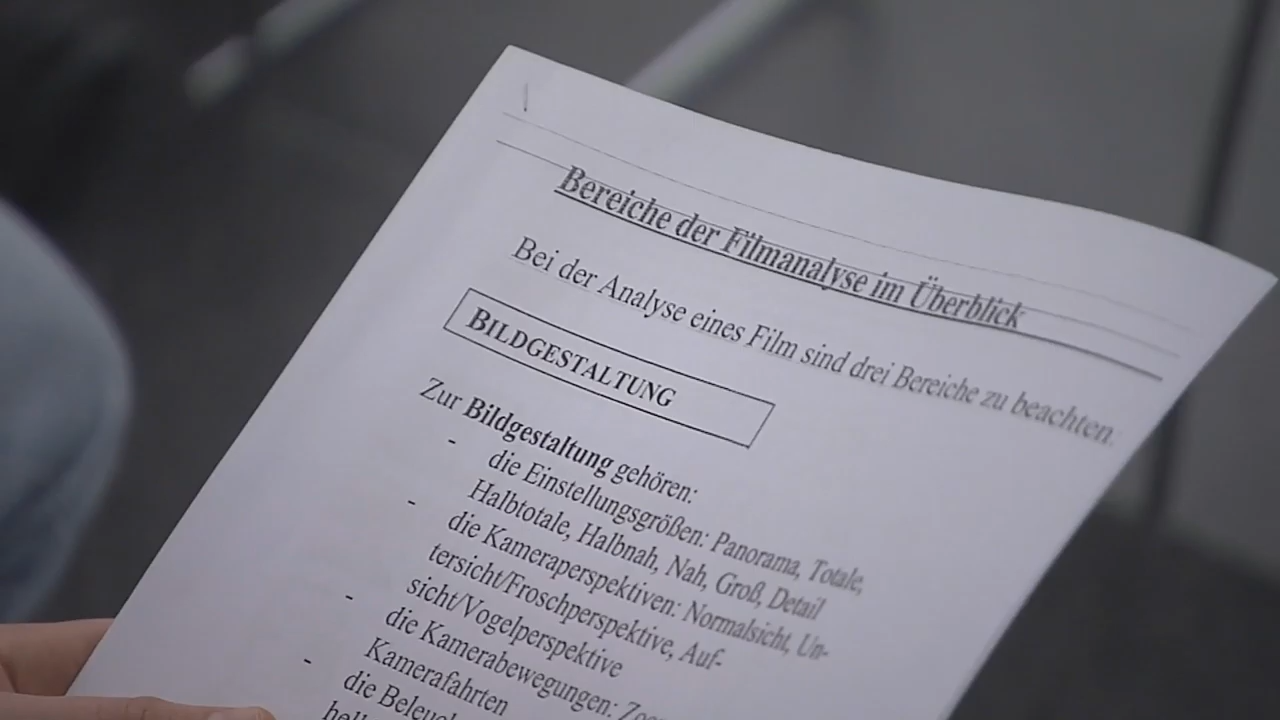 Bereiche der Filmanalyse im Überblick
Bei der Analyse eines Film sind drei Bereiche zu beachten.
BILDGESTALTUNG
Zur Bildgestaltung gehören:
- die Einstellungsgrößen: Panorama, Totale,
Halbtotale, Halbnah, Nah, Groß, Detail
- die Kameraperspektiven: Normalsicht, Un-
tersicht/Froschperspektive, Auf-
sicht/Vogelperspektive
- die Kamerabewegungen:
Kamerafahrten
- die